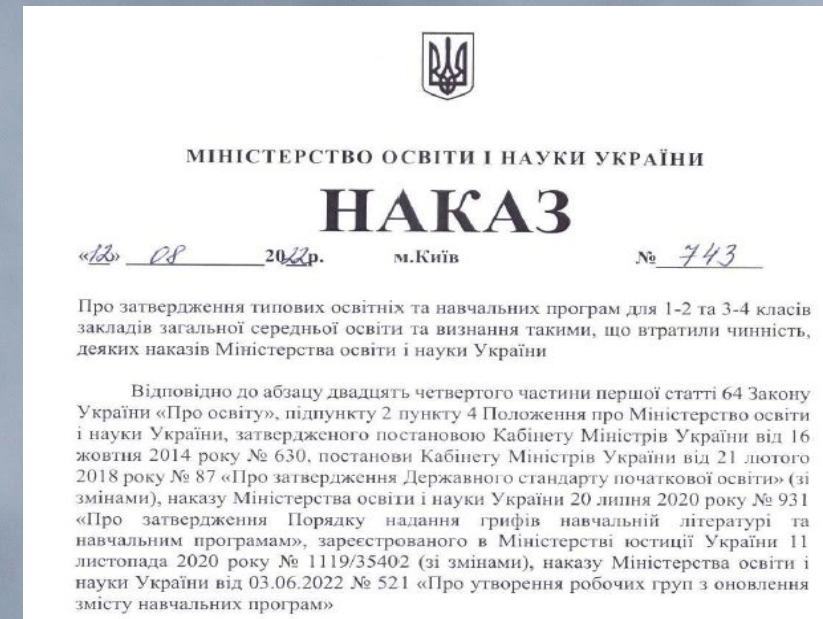 МІНІСТЕРСТВО ОСВІТИ І НАУКИ УКРАЇНИ
НАКАЗ
«12» 08 2022р. м.Київ № 743
Про затвердження типових освітніх та навчальних програм для 1-2 та 3-4 класів
закладів загальної середньої освіти та визнання такими, що втратили чинність,
деяких наказів Міністерства освіти і науки України
Відповідно до абзацу двадцять четвертого частини першої статті 64 Закону
України «Про освіту», підпункту 2 пункту 4 Положення про Міністерство освіти
і науки України, затвердженого постановою Кабінету Міністрів України від 16
жовтня 2014 року № 630, постанови Кабінету Міністрів України від 21 лютого
2018 року № 87 «Про затвердження Державного стандарту початкової освіти» (зі
змінами), наказу Міністерства освіти і науки України 20 липня 2020 року № 931
«Про затвердження Порядку надання грифів навчальній літературі та
навчальним програмам», зареєстрованого в Міністерстві юстиції України 11
листопада 2020 року № 1119/35402 (зі змінами), наказу Міністерства освіти і
науки України від 03.06.2022 № 521 «Про утворення робочих груп з оновлення
змісту навчальних програм»